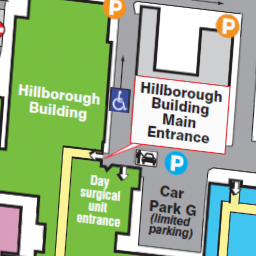 P
P
Hillborough
Building
Hillborough
Building
Main
Entrance
P
Day
surgical
unit
entrance
Car
Park G
(limited
parking)